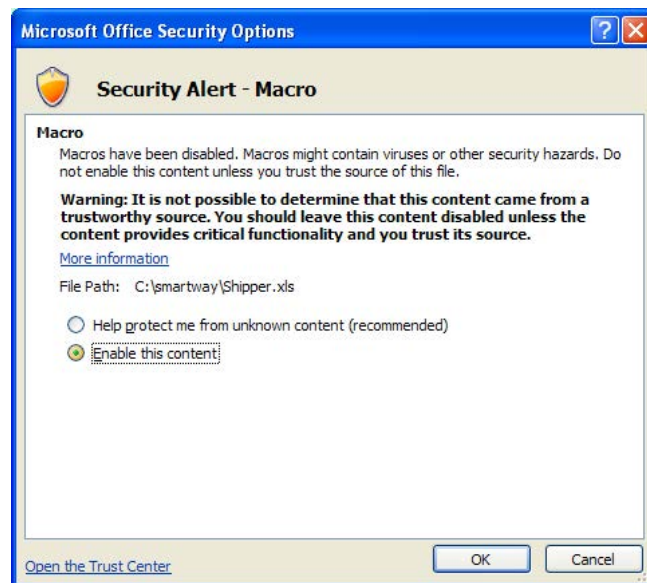 Microsoft Office Security Options
Security Alert - Macro
Macro
Macros have been disabled. Macros might contain viruses or other security hazards. Do
not enable this content unless you trust the source of this file.
Warning: It is not possible to determine that this content came from a
trustworthy source. You should leave this content disabled unless the
content provides critical functionality and you trust its source.
More information
File Path: C:\smartway\Shipper.xls
Help protect me from unknown content (recommended)
Enable this content
Open the Trust Center
OK
Cancel